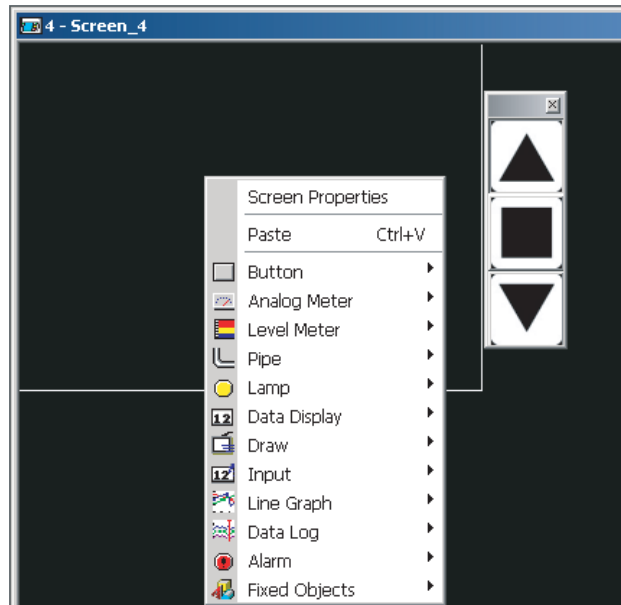 4 - Screen_4
Screen Properties
Paste Ctrl+V
Button
Analog Meter
Level Meter
Pipe
Lamp
12 Data Display
Draw
12 Input
Line Graph
Data Log
Alarm
Fixed Objects